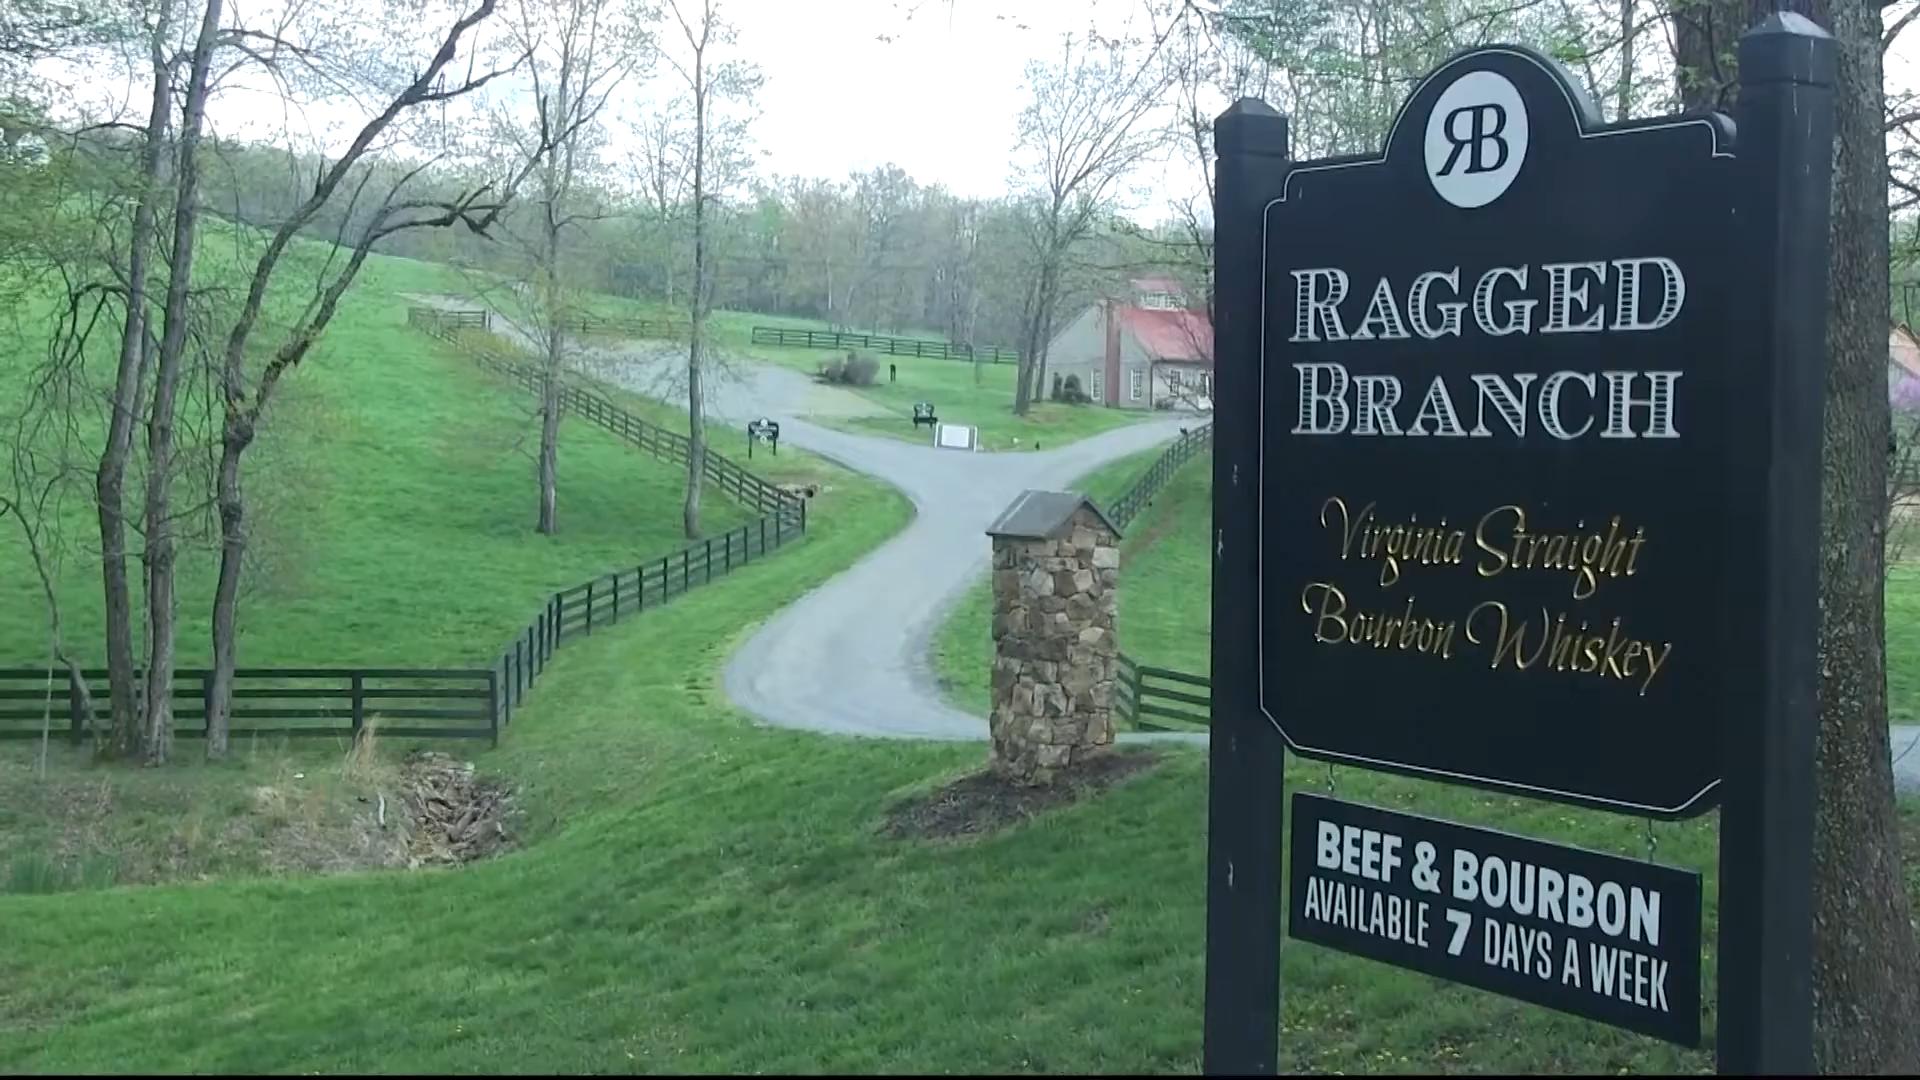 RB
RAGGED
BRANCH
Virginia Straight
Bourbon Whiskey
BEEF & BOURBON
AVAILABLE 7 DAYS A WEEK